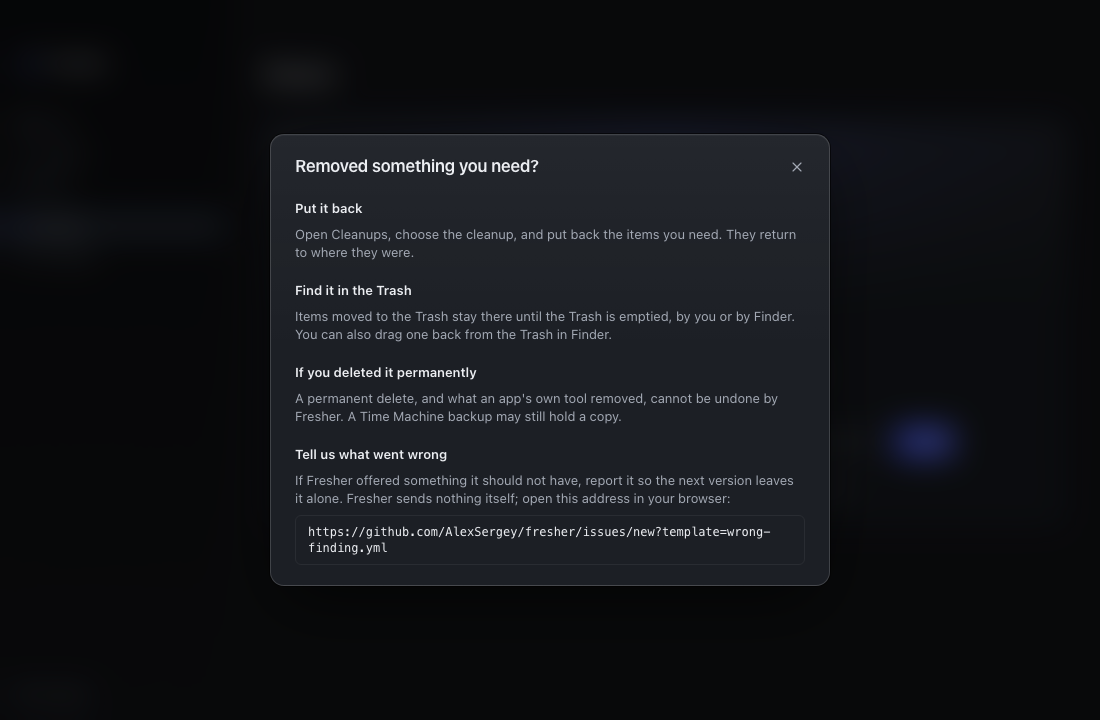 Removed something you need?
Put it back
Open Cleanups, choose the cleanup, and put back the items you need. They return
to where they were.
Find it in the Trash
Items moved to the Trash stay there until the Trash is emptied, by you or by Finder.
You can also drag one back from the Trash in Finder.
If you deleted it permanently
A permanent delete, and what an app's own tool removed, cannot be undone by
Fresher. A Time Machine backup may still hold a copy.
Tell us what went wrong
If Fresher offered something it should not have, report it so the next version leaves
it alone. Fresher sends nothing itself; open this address in your browser:
https://github.com/AlexSergey/fresher/issues/new?template=wrong-
finding.yml